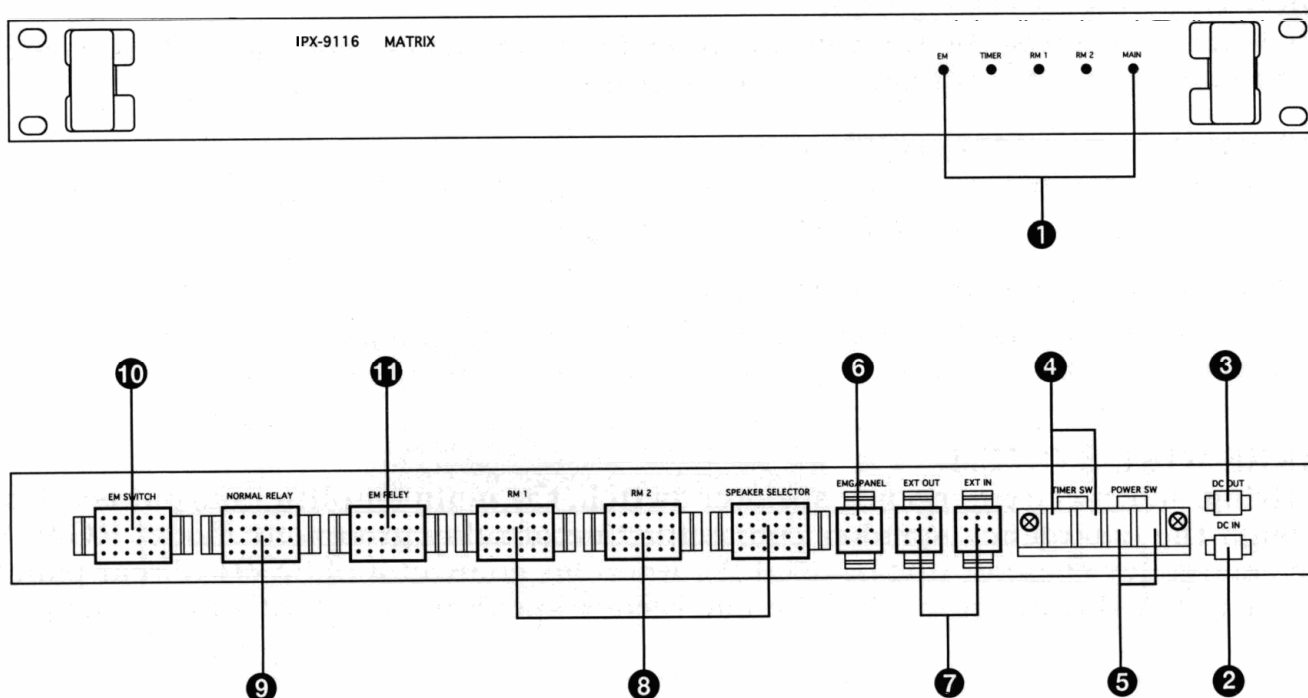 IPX-9116 MATRIX
EM TIMER RM 1 RM 2 MAIN
1
10 11 6 4 3
EM SWITCH NORMAL RELAY EM RELEY RM 1 RM 2 SPEAKER SELECTOR EMG/PANEL EXT OUT EXT IN TIMER SW POWER SW DC OUT
DC IN
9 8 7 5 2